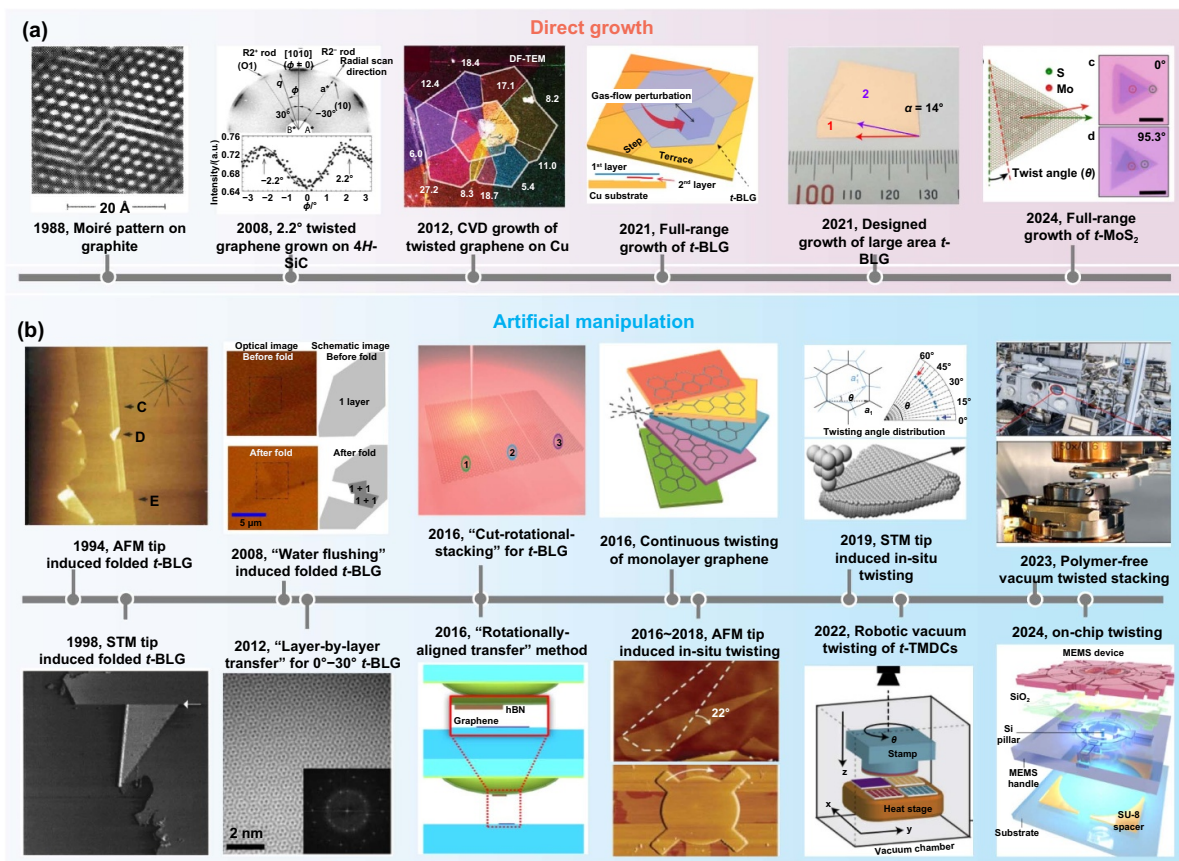 (a)
Direct growth
20 Å
1988, Moiré pattern on
graphite
R2⁺ rod
[101̄0]
(ϕ = 0)
R2⁻ rod
(O1)
Radial scan
direction
q
ϕ
a*
30°
−30°
{10}
B*
A*
Intensity/(a.u.)
0.76
0.72
0.68
0.64
−2.2°
2.2°
−3
−2
−1
0
1
2
3
ϕ/°
2008, 2.2° twisted
graphene grown on 4H-
SiC
DF-TEM
18.4
12.4
17.1
8.2
6.0
11.0
27.2
8.3
18.7
5.4
2012, CVD growth of
twisted graphene on Cu
Gas-flow perturbation
Step
Terrace
1st layer
2nd layer
Cu substrate
t-BLG
2021, Full-range
growth of t-BLG
2
α = 14°
1
100
110
120
130
2021, Designed
growth of large area t-
BLG
S
Mo
Twist angle (θ)
c
0°
d
95.3°
2024, Full-range
growth of t-MoS₂
(b)
Artificial manipulation
C
D
E
1994, AFM tip
induced folded t-BLG
Optical image
Schematic image
Before fold
Before fold
1 layer
After fold
After fold
1 + 1
1 + 1
5 μm
2008, “Water flushing”
induced folded t-BLG
1
2
3
2016, “Cut-rotational-
stacking” for t-BLG
2016, Continuous twisting
of monolayer graphene
a₁'
θ
a₁
60°
45°
30°
15°
0°
θ
Twisting angle distribution
2019, STM tip
induced in-situ
twisting
2023, Polymer-free
vacuum twisted stacking
1998, STM tip
induced folded t-BLG
2012, “Layer-by-layer
transfer” for 0°−30° t-BLG
2 nm
2016, “Rotationally-
aligned transfer” method
hBN
Graphene
2016~2018, AFM tip
induced in-situ twisting
22°
2022, Robotic vacuum
twisting of t-TMDCs
θ
Stamp
z
Heat stage
x
y
Vacuum chamber
2024, on-chip twisting
MEMS device
SiO₂
Si
pillar
MEMS
handle
SU-8
spacer
Substrate